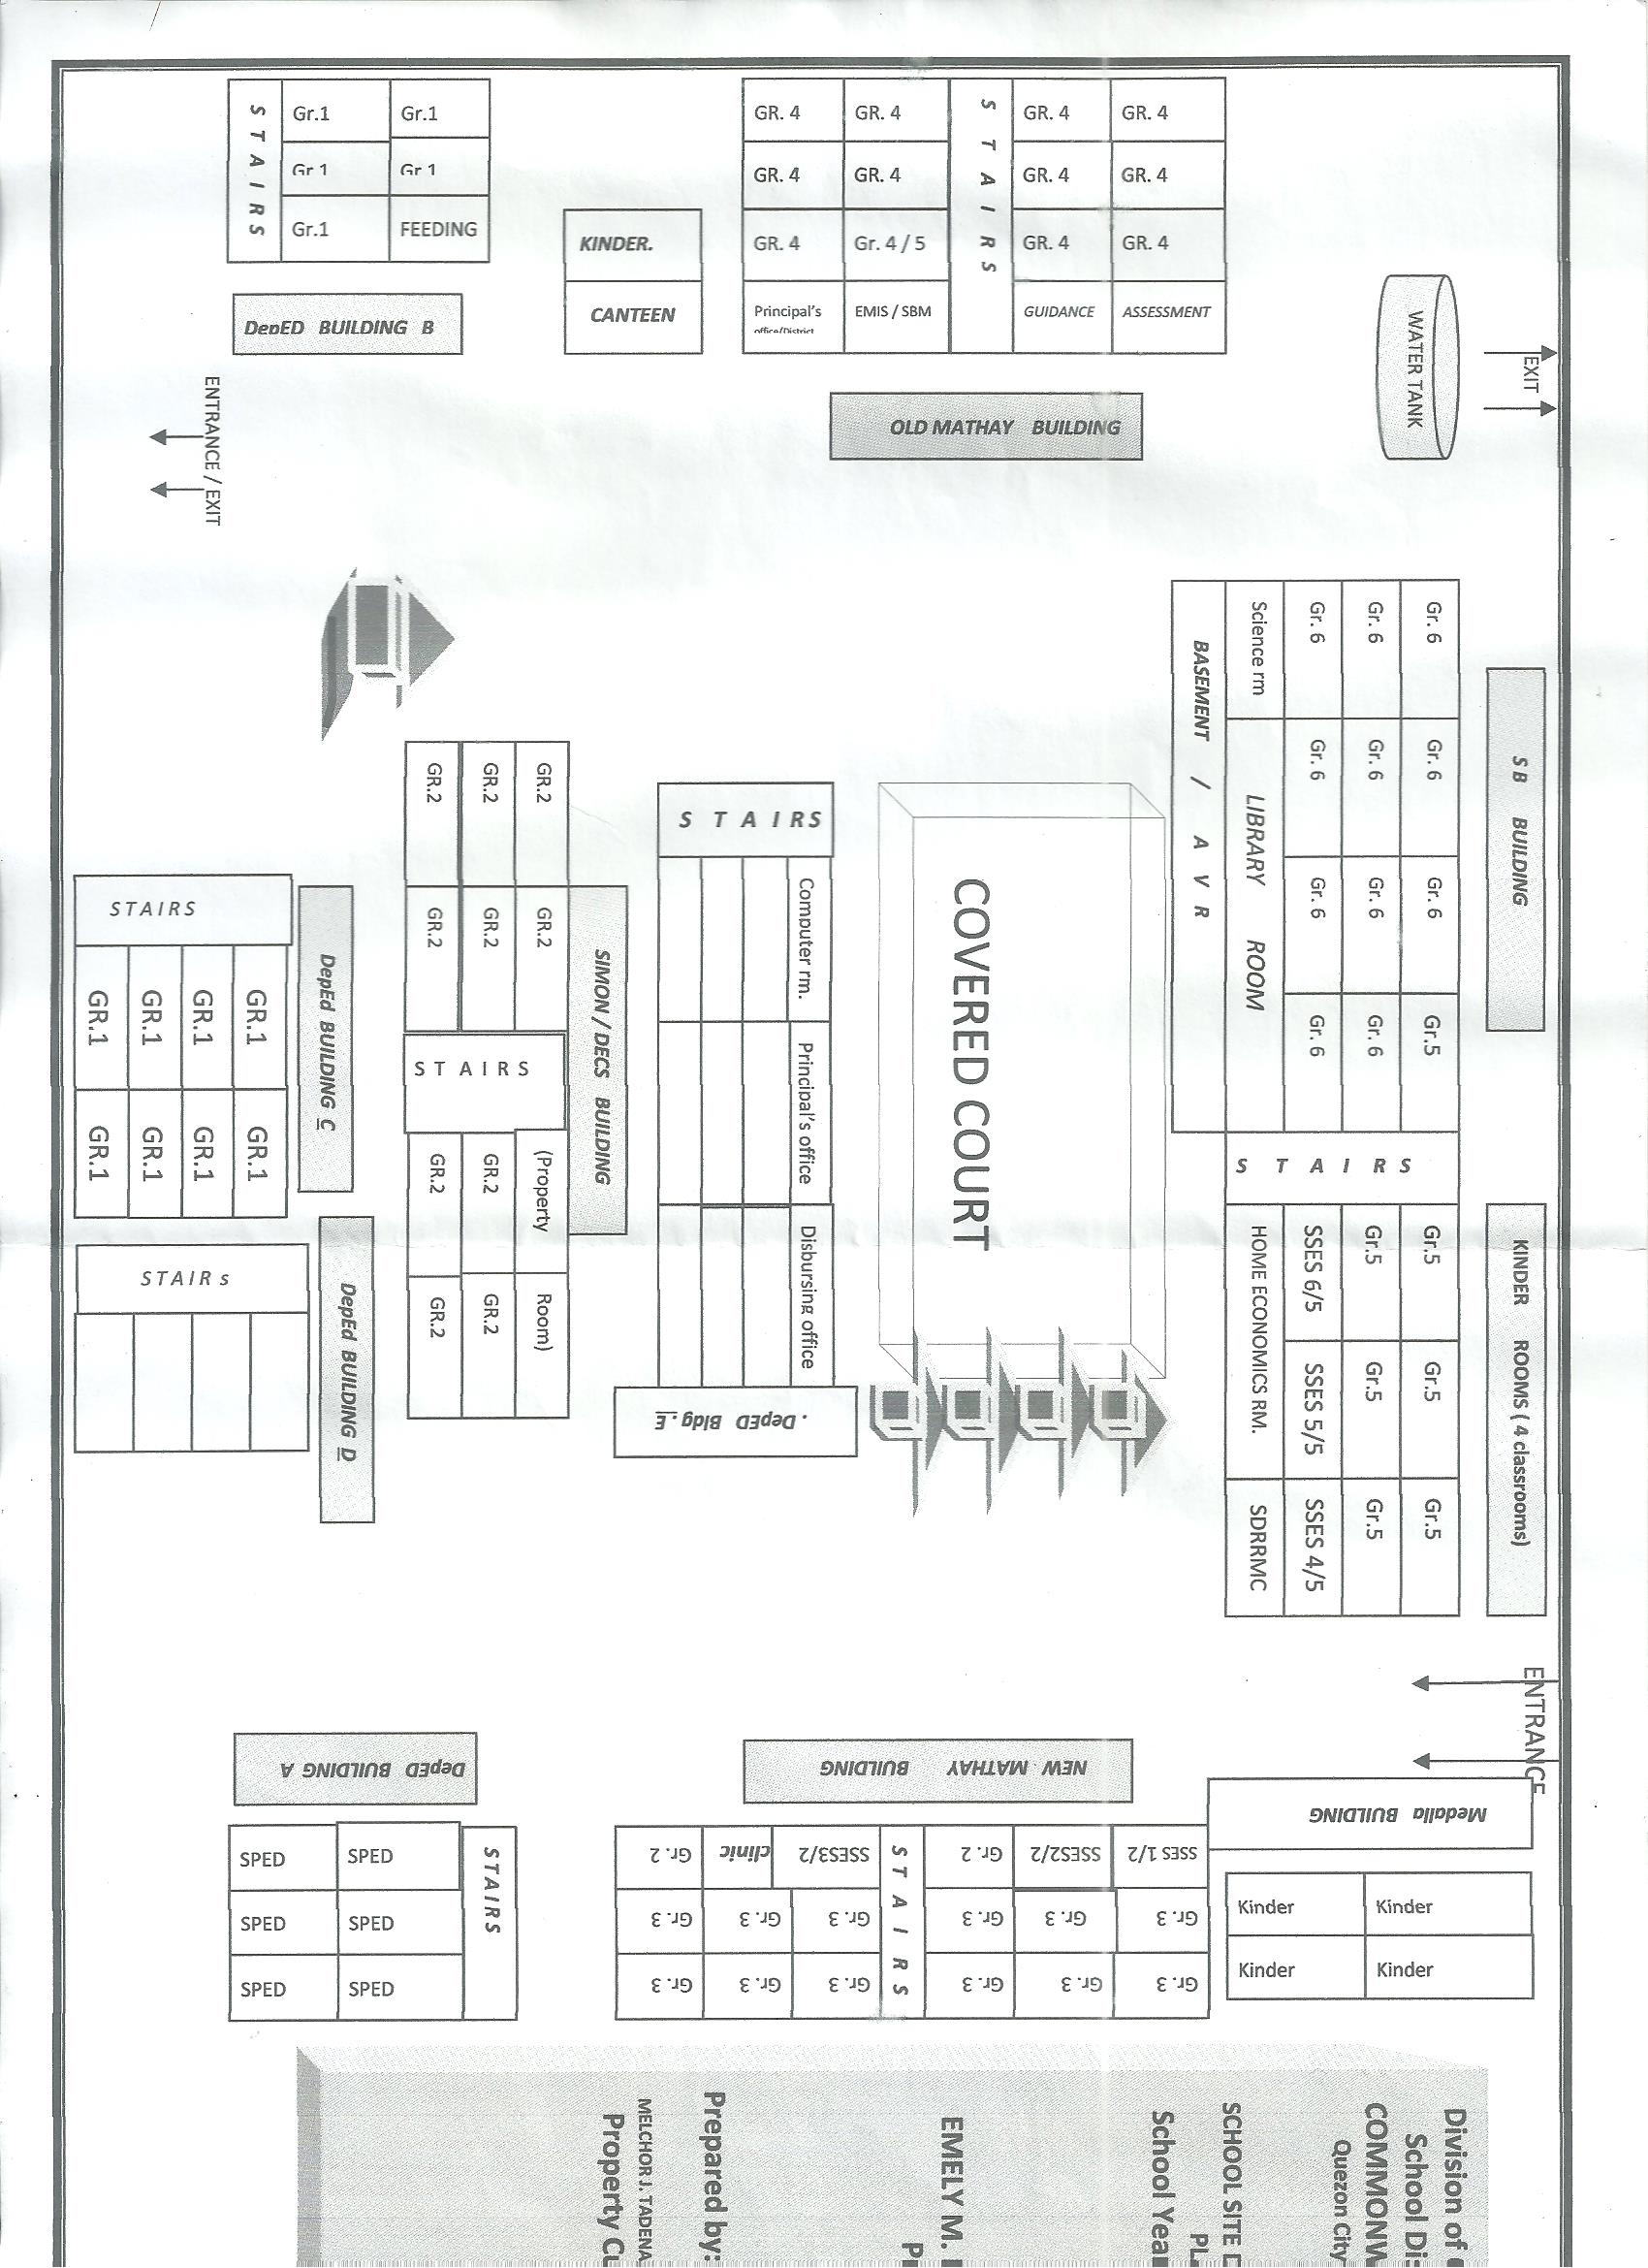 STAIRS
Gr.1 Gr.1
Gr 1 Gr 1
Gr.1 FEEDING
DepED BUILDING B
KINDER.
CANTEEN
GR. 4 GR. 4 STAIRS GR. 4 GR. 4
GR. 4 GR. 4 GR. 4 GR. 4
GR. 4 Gr. 4 / 5 GR. 4 GR. 4
Principal's EMIS / SBM GUIDANCE ASSESSMENT
office/District
OLD MATHAY BUILDING
WATER TANK
EXIT
ENTRANCE / EXIT
SB BUILDING
Gr. 6 Gr. 6 Gr. 6 Gr.5
Gr. 6 Gr. 6 Gr. 6 Gr. 6
Gr. 6 Gr. 6 Gr. 6 Gr. 6
Science rm LIBRARY ROOM
BASEMENT / AVR
STAIRS
KINDER ROOMS ( 4 classrooms)
Gr.5 Gr.5 Gr.5
Gr.5 Gr.5 Gr.5
SSES 6/5 SSES 5/5 SSES 4/5
HOME ECONOMICS RM. SDRRMC
COVERED COURT
STAIRS
Computer rm. Principal's office Disbursing office
. DepED Bldg. E
SIMON / DECS BUILDING
GR.2 GR.2
GR.2 GR.2
GR.2 GR.2
STAIRS
(Property Room)
GR.2 GR.2
GR.2 GR.2
DepEd BUILDING C
STAIRS
GR.1 GR.1
GR.1 GR.1
GR.1 GR.1
GR.1 GR.1
DepEd BUILDING D
STAIRs
ENTRANCE
DepED BUILDING A
SPED SPED
SPED SPED
SPED SPED
STAIRS
NEW MATHAY BUILDING
Gr. 3 Gr. 3 Gr. 3 STAIRS Gr. 3 Gr. 3 Gr. 3
Gr. 3 Gr. 3 Gr. 3 Gr. 3 Gr. 3 Gr. 3
SSES 1/2 SSES2/2 Gr. 2 SSES3/2 clinic Gr. 2
Medalla BUILDING
Kinder Kinder
Kinder Kinder
Division of
School Di
COMMONW
Quezon City
SCHOOL SITE
PL
School Yea
EMELY M.
P
Prepared by:
MELCHOR J. TADENA
Property Cu